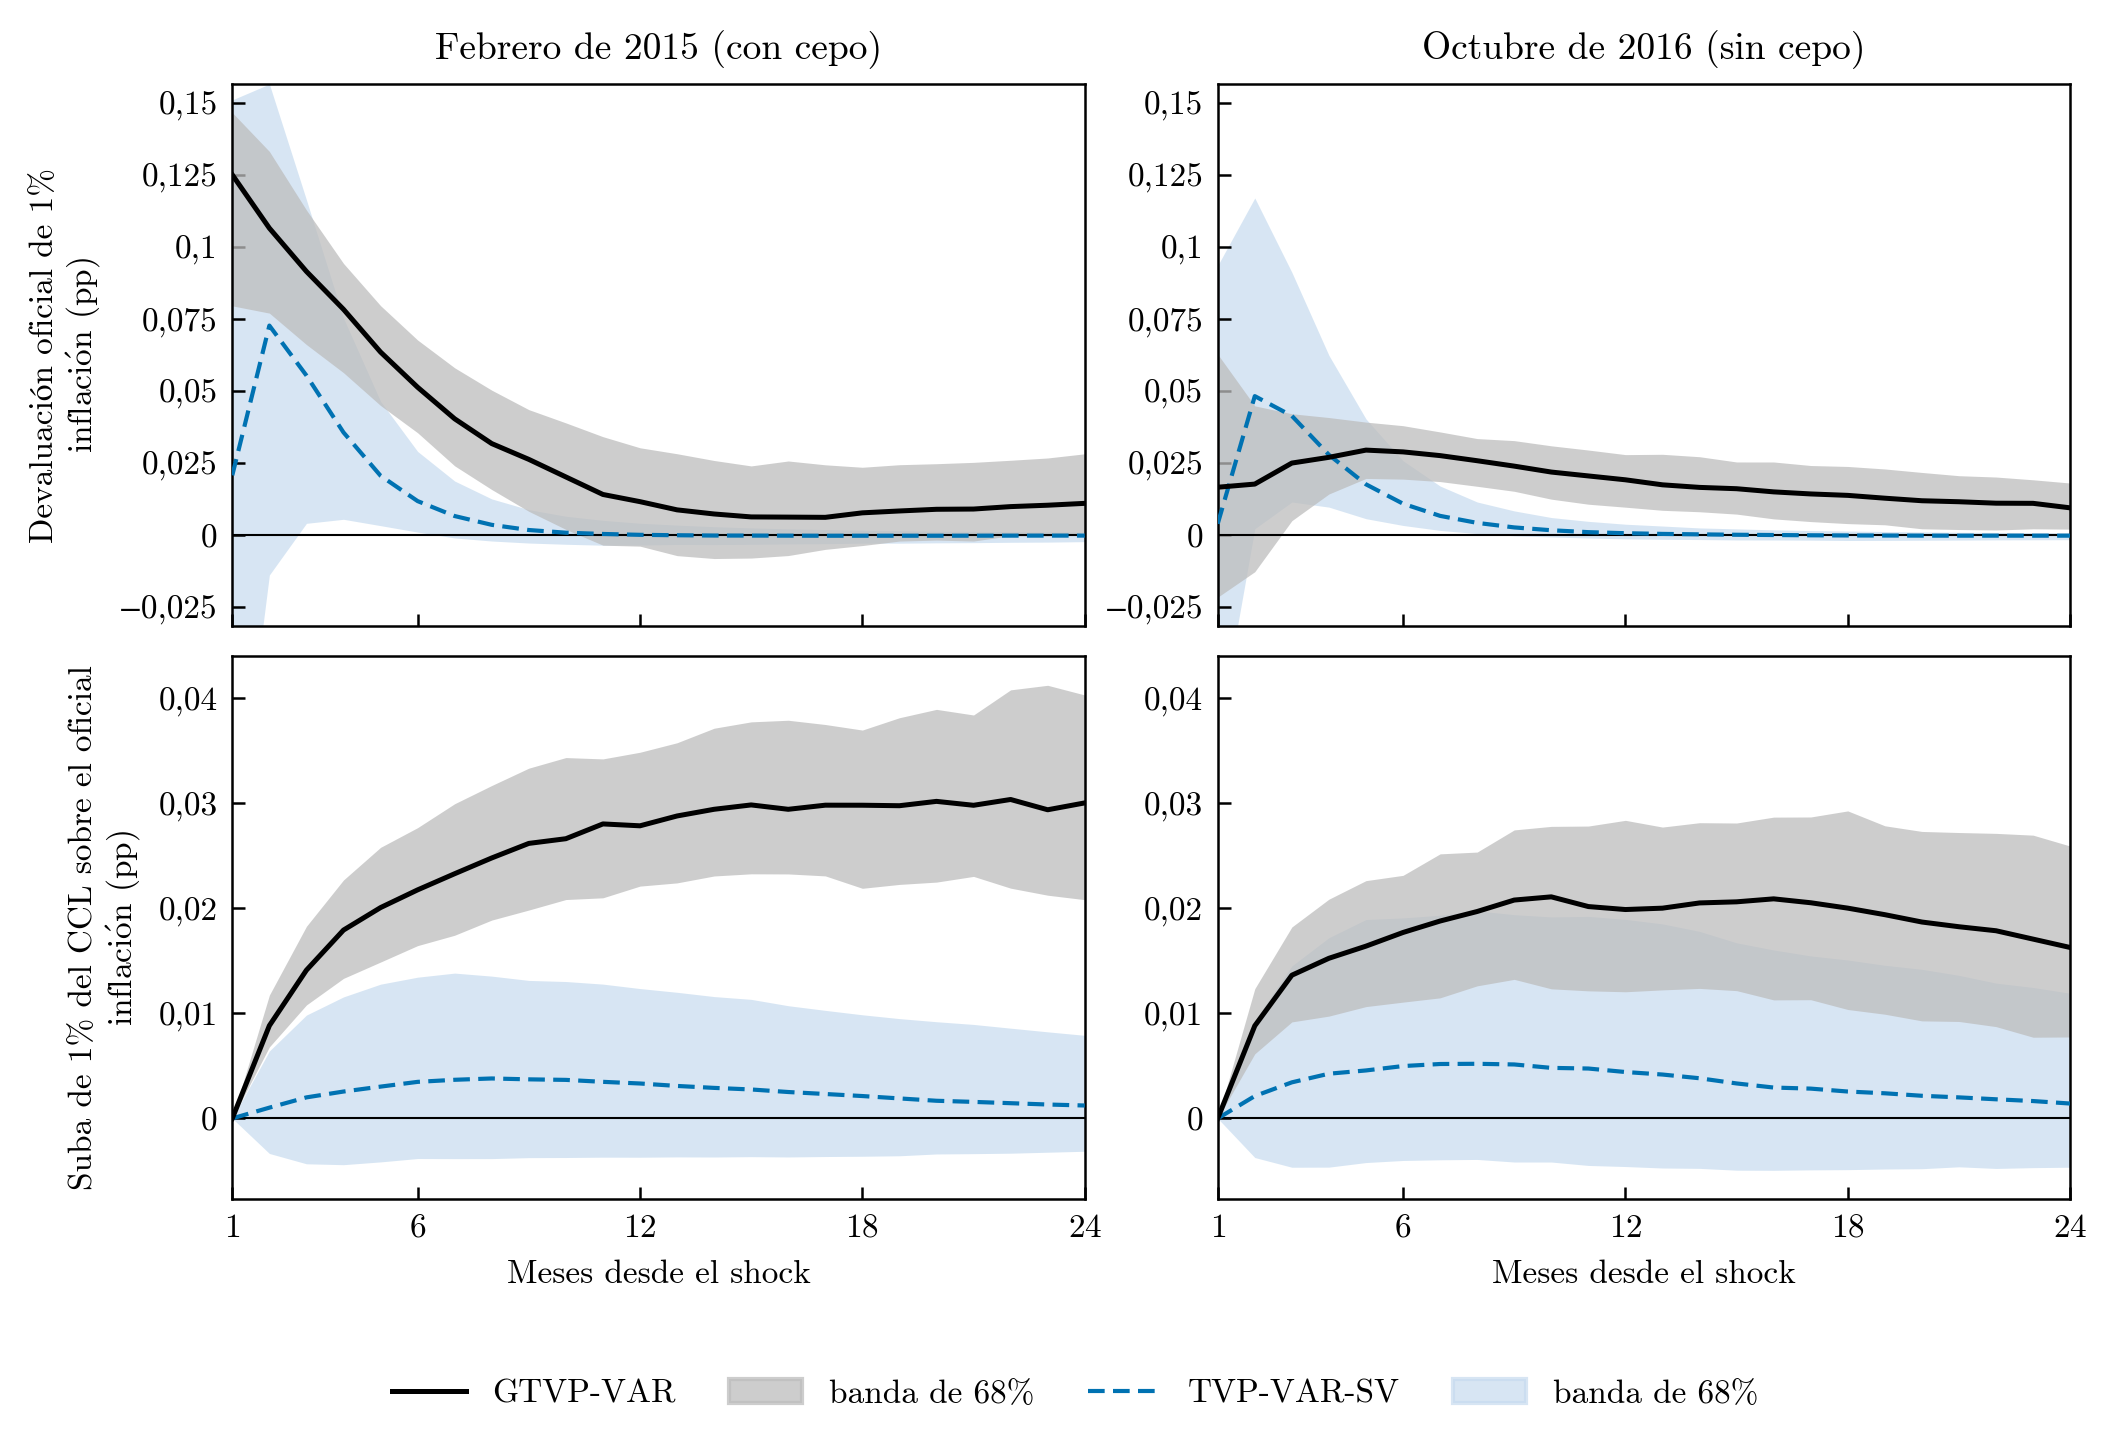 Febrero de 2015 (con cepo)
Octubre de 2016 (sin cepo)
Devaluación oficial de 1%
inflación (pp)
0,15
0,125
0,1
0,075
0,05
0,025
0
−0,025
0,15
0,125
0,1
0,075
0,05
0,025
0
−0,025
Suba de 1% del CCL sobre el oficial
inflación (pp)
0,04
0,03
0,02
0,01
0
1 6 12 18 24
Meses desde el shock
0,04
0,03
0,02
0,01
0
1 6 12 18 24
Meses desde el shock
GTVP-VAR banda de 68% TVP-VAR-SV banda de 68%